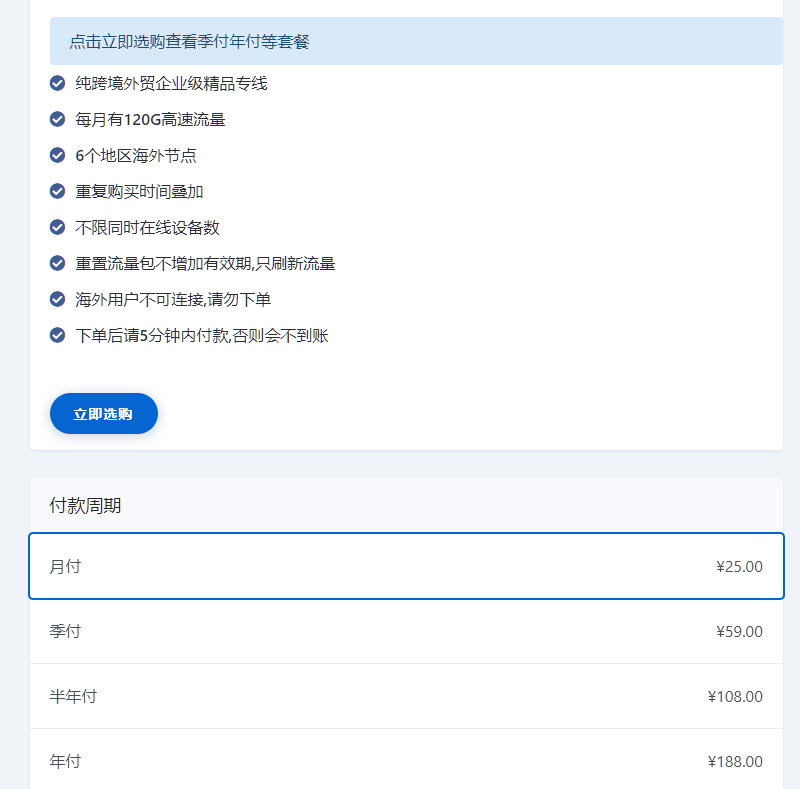 点击立即选购查看季付年付等套餐
纯跨境外贸企业级精品专线
每月有120G高速流量
6个地区海外节点
重复购买时间叠加
不限同时在线设备数
重置流量包不增加有效期,只刷新流量
海外用户不可连接,请勿下单
下单后请5分钟内付款,否则会不到账
立即选购
付款周期
月付 ¥25.00
季付 ¥59.00
半年付 ¥108.00
年付 ¥188.00